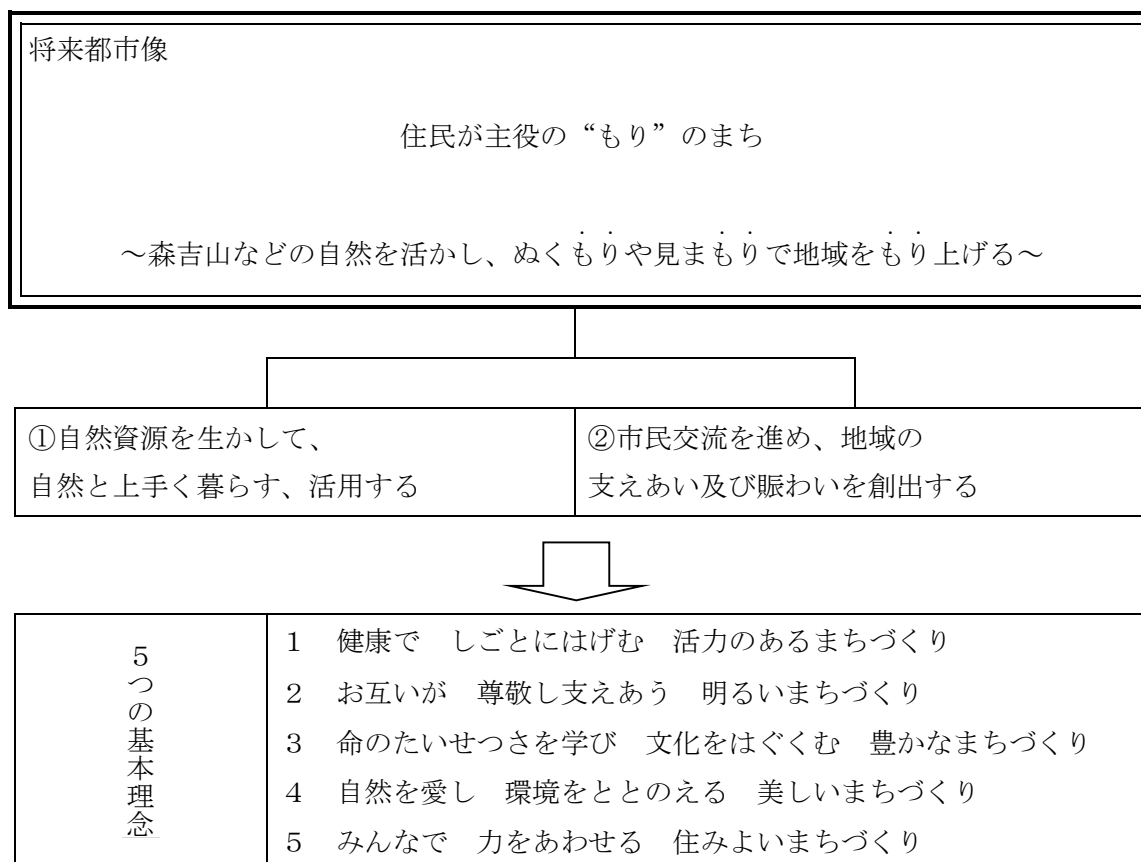 将来都市像
住民が主役の“もり”のまち
～森吉山などの自然を活かし、ぬくもりや見まもりで地域をもり上げる～
①自然資源を生かして、
自然と上手く暮らす、活用する
②市民交流を進め、地域の
支えあい及び賑わいを創出する
５つの基本理念
１　健康で　しごとにはげむ　活力のあるまちづくり
２　お互いが　尊敬し支えあう　明るいまちづくり
３　命のたいせつさを学び　文化をはぐくむ　豊かなまちづくり
４　自然を愛し　環境をととのえる　美しいまちづくり
５　みんなで　力をあわせる　住みよいまちづくり